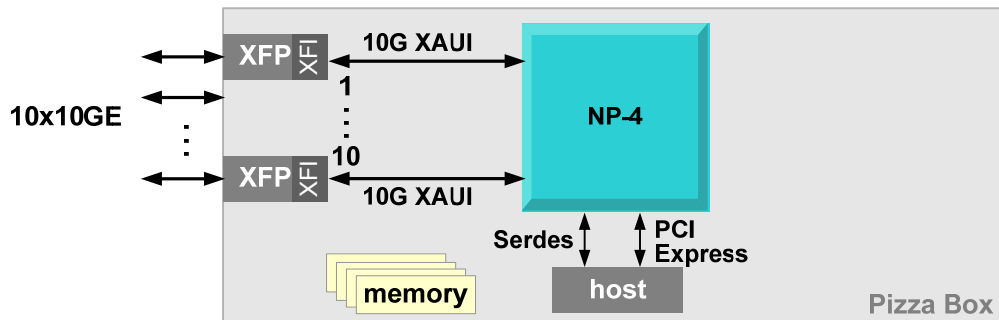 XFP XFI
10G XAUI
1
10x10GE
NP-4
10
XFP XFI
10G XAUI
Serdes
PCI
Express
memory
host
Pizza Box